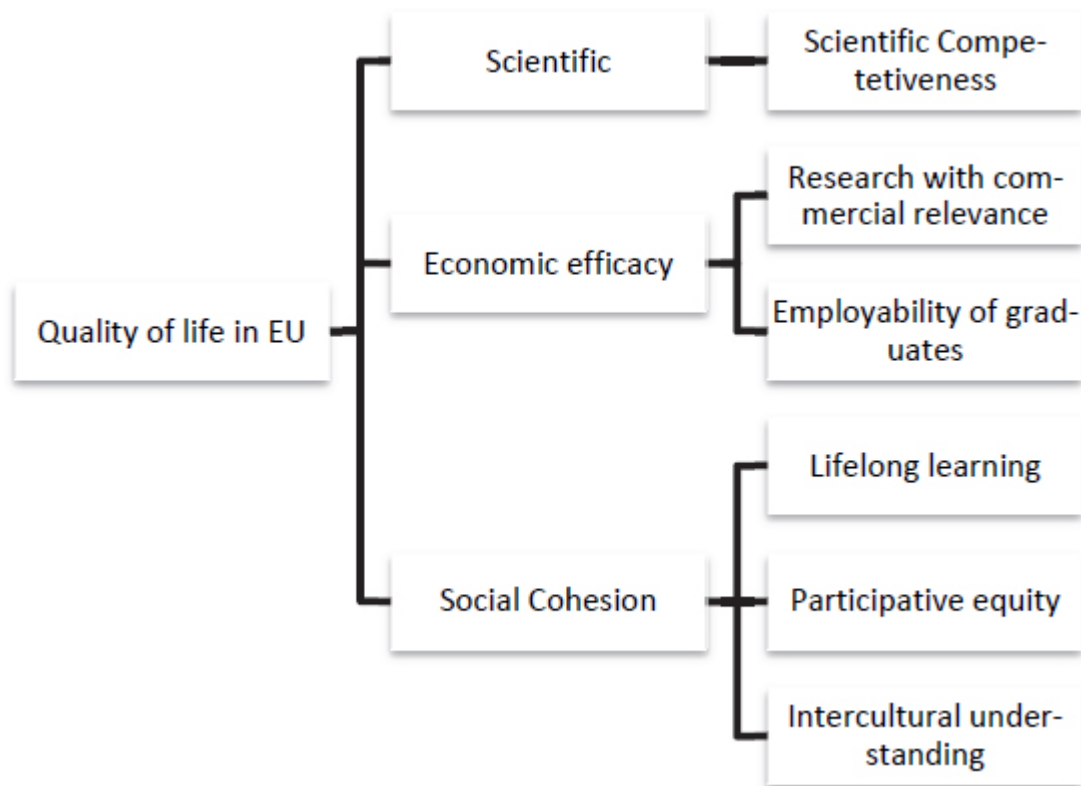 Scientific
Scientific Compe-
tetiveness
Research with com-
mercial relevance
Economic efficacy
Employability of grad-
uates
Quality of life in EU
Lifelong learning
Social Cohesion
Participative equity
Intercultural under-
standing